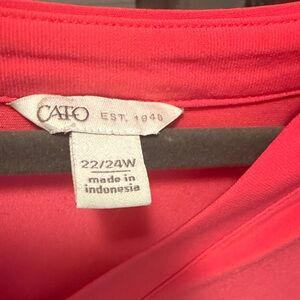 CATO EST. 1946
22/24W
made in
indonesia